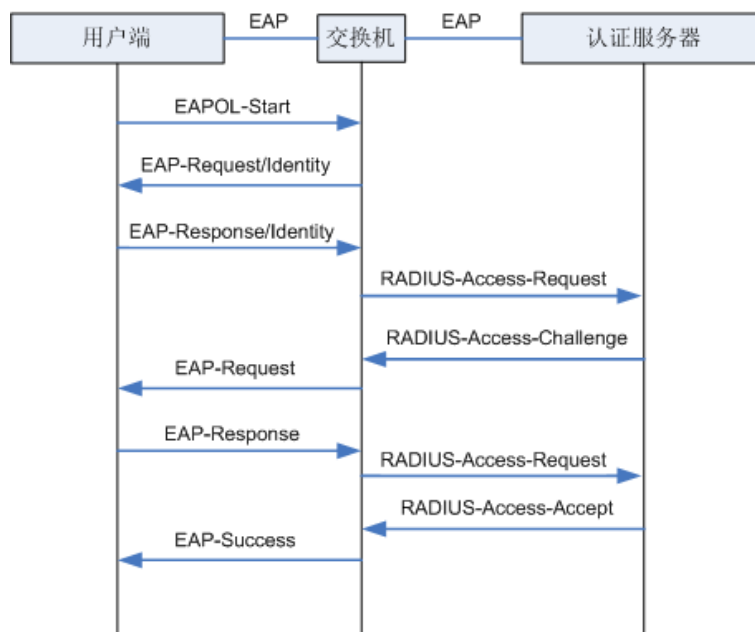 EAP
EAP
用户端
交换机
认证服务器
EAPOL-Start
EAP-Request/Identity
EAP-Response/Identity
RADIUS-Access-Request
RADIUS-Access-Challenge
EAP-Request
EAP-Response
RADIUS-Access-Request
RADIUS-Access-Accept
EAP-Success